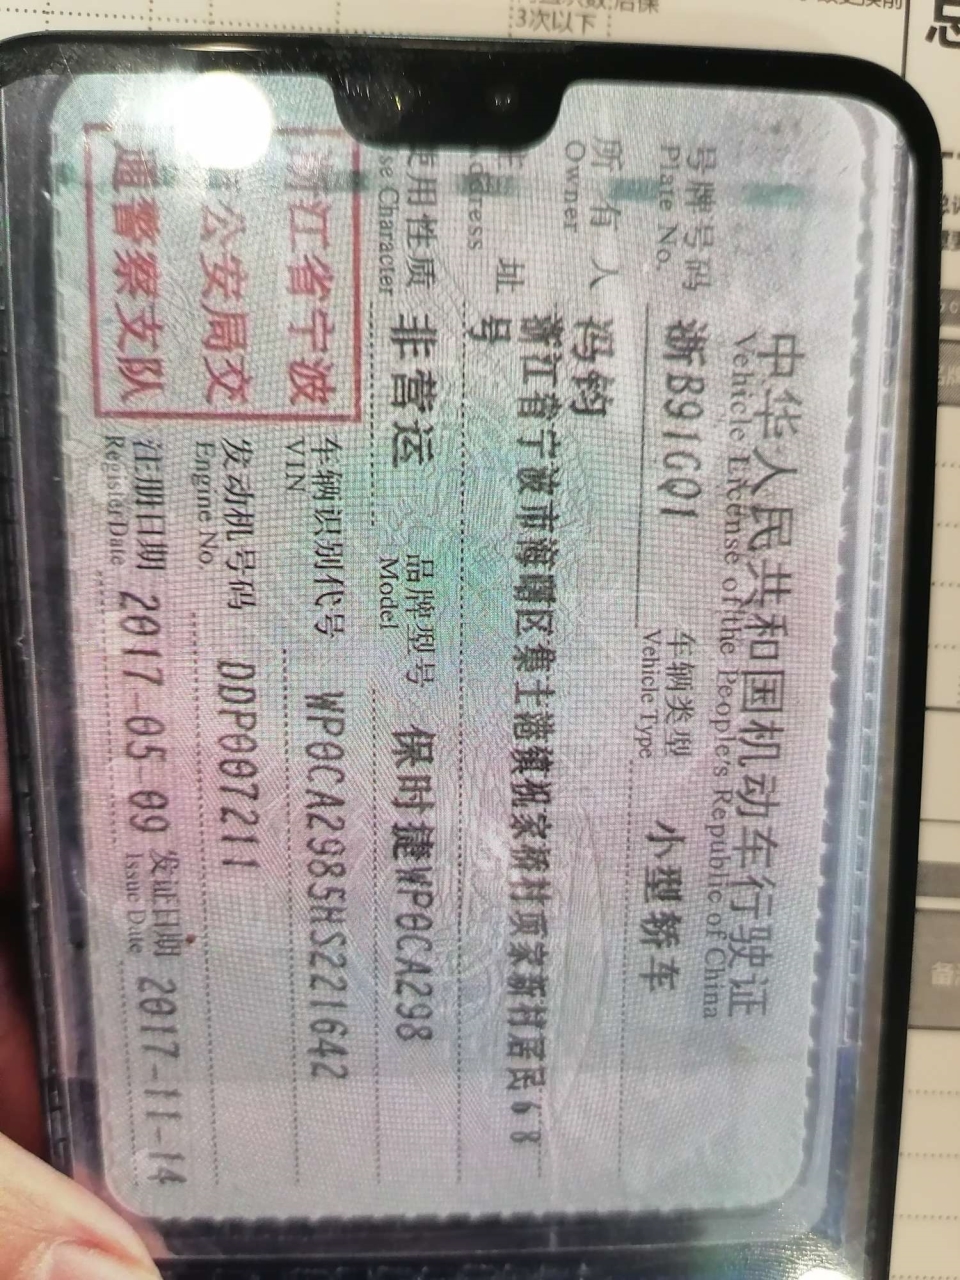 中华人民共和国机动车行驶证
Vehicle License of the People's Republic of China
号牌号码 浙B91GQ1 车辆类型 小型轿车
Plate No. Vehicle Type
所有人 冯钧
Owner
址 浙江省宁波市海曙区集士港镇祝家桥村项家新村居民68
号
使用性质 非营运 品牌型号 保时捷WP0CA298
Character Model
浙江省宁波
公安局交
通警察支队
车辆识别代号 WP0CA298SHS221642
VIN
发动机号码 DDP007211
Engine No.
注册日期 2017-05-09 发证日期 2017-11-14
Register Date Issue Date
3次以下